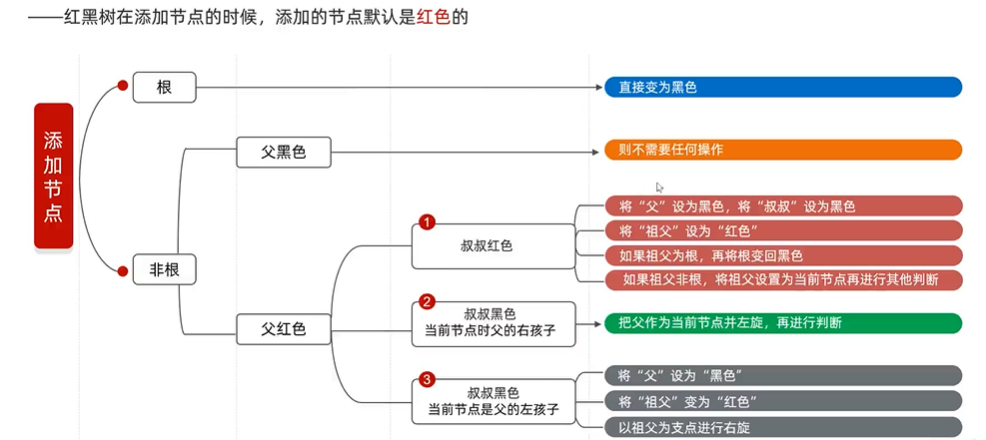 ——红黑树在添加节点的时候，添加的节点默认是红色的
添加节点
根
直接变为黑色
父黑色
则不需要任何操作
非根
父红色
1
叔叔红色
将“父”设为黑色，将“叔叔”设为黑色
将“祖父”设为“红色”
如果祖父为根，再将根变回黑色
如果祖父非根，将祖父设置为当前节点再进行其他判断
2
叔叔黑色
当前节点时父的右孩子
把父作为当前节点并左旋，再进行判断
3
叔叔黑色
当前节点是父的左孩子
将“父”设为“黑色”
将“祖父”变为“红色”
以祖父为支点进行右旋